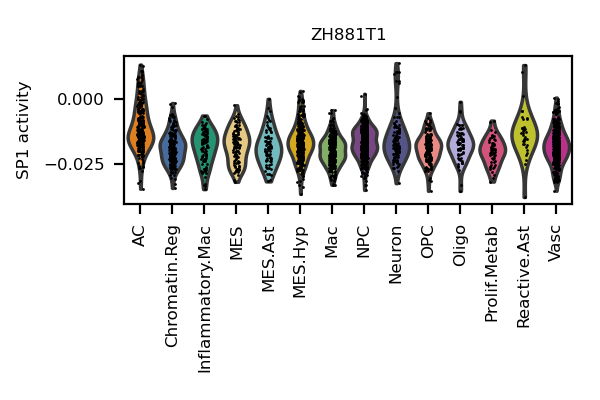 ZH881T1
SP1 activity
0.000
−0.025
AC
Chromatin.Reg
Inflammatory.Mac
MES
MES.Ast
MES.Hyp
Mac
NPC
Neuron
OPC
Oligo
Prolif.Metab
Reactive.Ast
Vasc